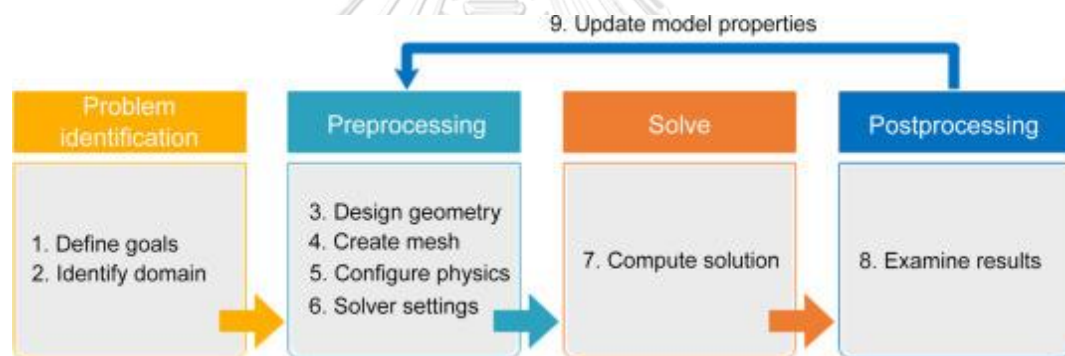 9. Update model properties
Problem
identification
Preprocessing
Solve
Postprocessing
1. Define goals
2. Identify domain
3. Design geometry
4. Create mesh
5. Configure physics
6. Solver settings
7. Compute solution
8. Examine results